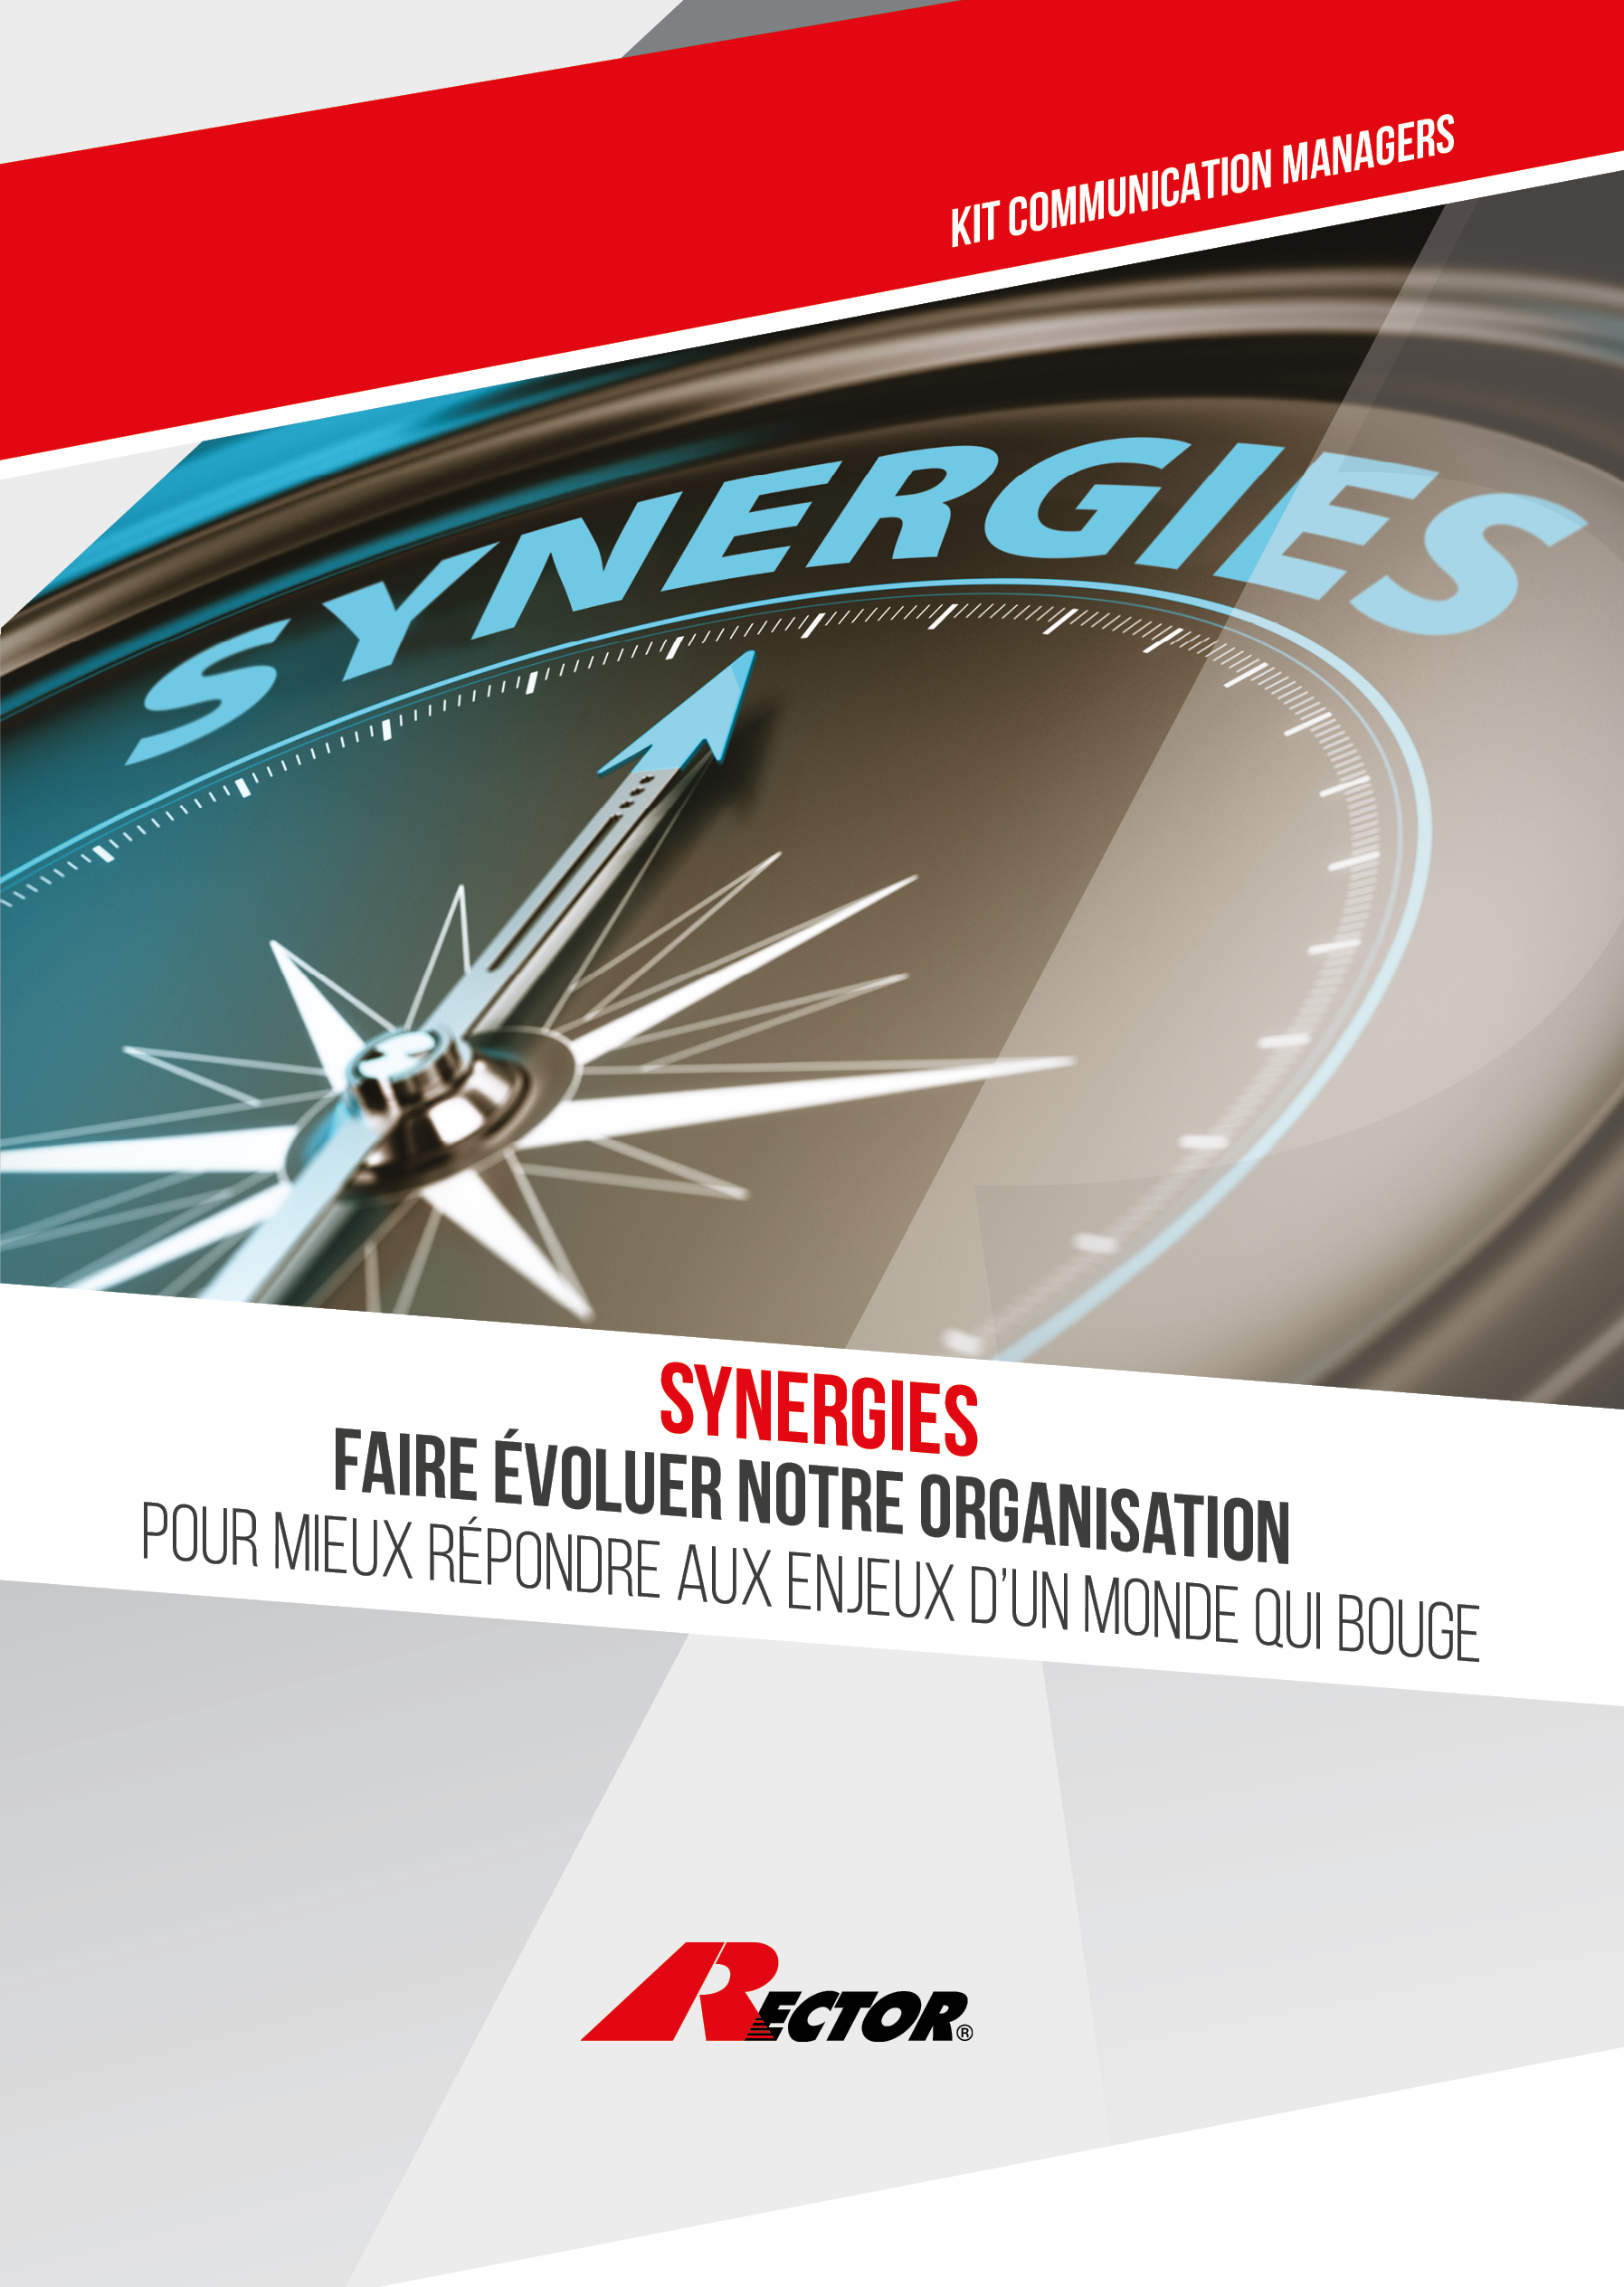 KIT COMMUNICATION MANAGERS
SYNERGIES
SYNERGIES
FAIRE ÉVOLUER NOTRE ORGANISATION
POUR MIEUX RÉPONDRE AUX ENJEUX D'UN MONDE QUI BOUGE
RECTOR®